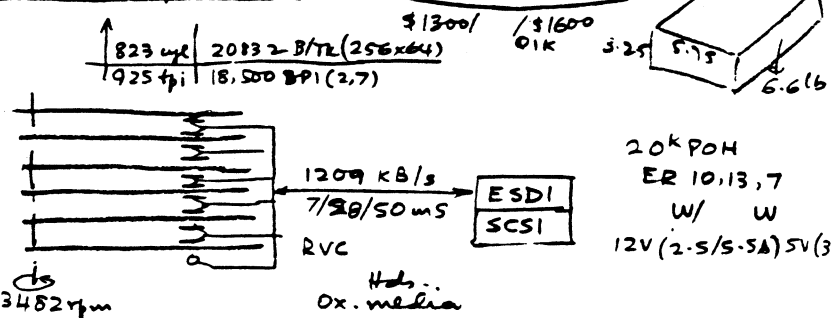 $1300/ /$1600
OIK
823 cyl 20832 B/Tk (256x64)
925 tpi 18,500 BPI (2,7)
3.25 5.75
6.6 lb
1209 KB/s
7/28/50 ms
RVC
ESDI
SCSI
20K POH
ER 10,13,7
W/ W
12V (2.5/5.5A) 5V (3
3482 rpm
Hds..
Ox. media